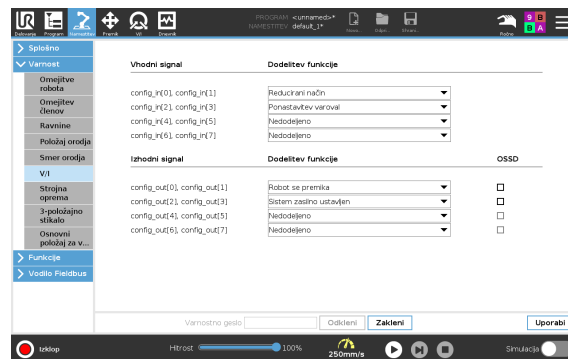 PROGRAM <unnamed>*
NAMESTITEV default_1*
Delovanje Program Namestitev Premik V/I Dnevnik Novo... Odpri... Shrani... Ročno
9 B
B A
Splošno
Varnost
Omejitve robota
Omejitev členov
Ravnine
Položaj orodja
Smer orodja
V/I
Strojna oprema
3-položajno stikalo
Osnovni položaj za v...
Funkcije
Vodilo Fieldbus
Vhodni signal Dodelitev funkcije
config_in[0], config_in[1] Reducirani način
config_in[2], config_in[3] Ponastavitev varoval
config_in[4], config_in[5] Nedodeljeno
config_in[6], config_in[7] Nedodeljeno
Izhodni signal Dodelitev funkcije OSSD
config_out[0], config_out[1] Robot se premika
config_out[2], config_out[3] Sistem zasilno ustavljen
config_out[4], config_out[5] Nedodeljeno
config_out[6], config_out[7] Nedodeljeno
Varnostno geslo Odkleni Zakleni Uporabi
Izklop Hitrost 100% 250mm/s Simulacija